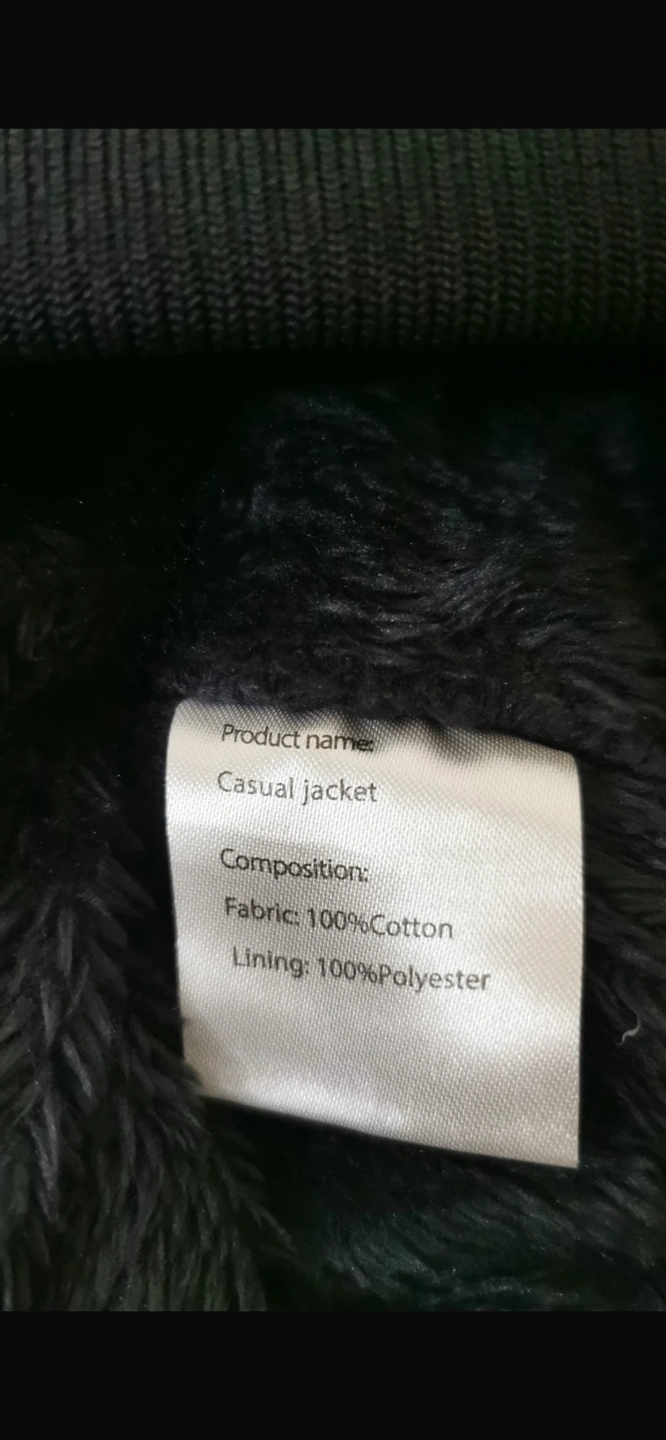 Product name:
Casual jacket
Composition:
Fabric: 100%Cotton
Lining: 100%Polyester